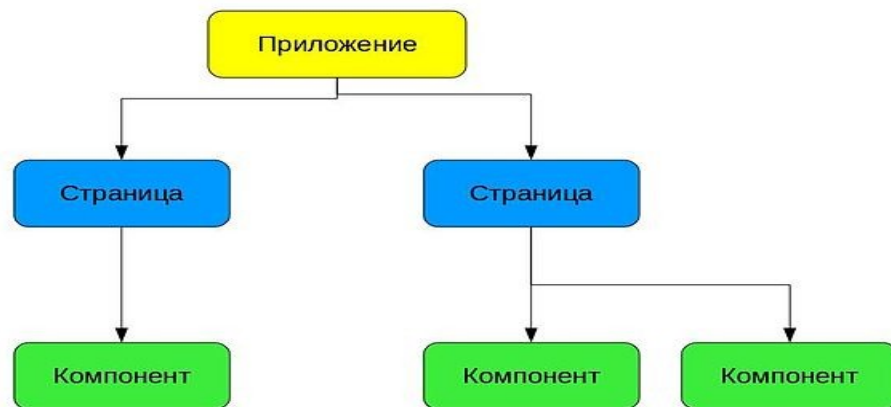 Приложение
Страница
Страница
Компонент
Компонент
Компонент